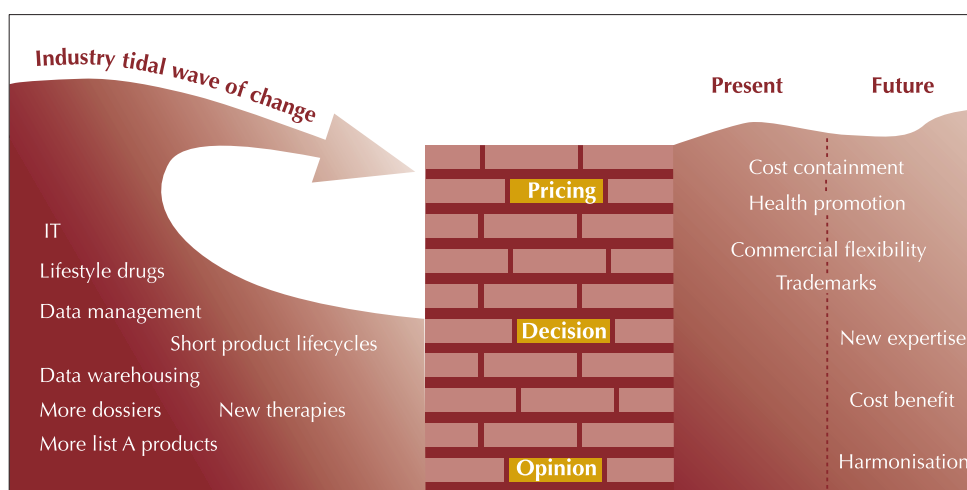 Industry tidal wave of change
Present
Future
IT
Lifestyle drugs
Data management
Short product lifecycles
Data warehousing
More dossiers
New therapies
More list A products
Pricing
Decision
Opinion
Cost containment
Health promotion
Commercial flexibility
Trademarks
New expertise
Cost benefit
Harmonisation